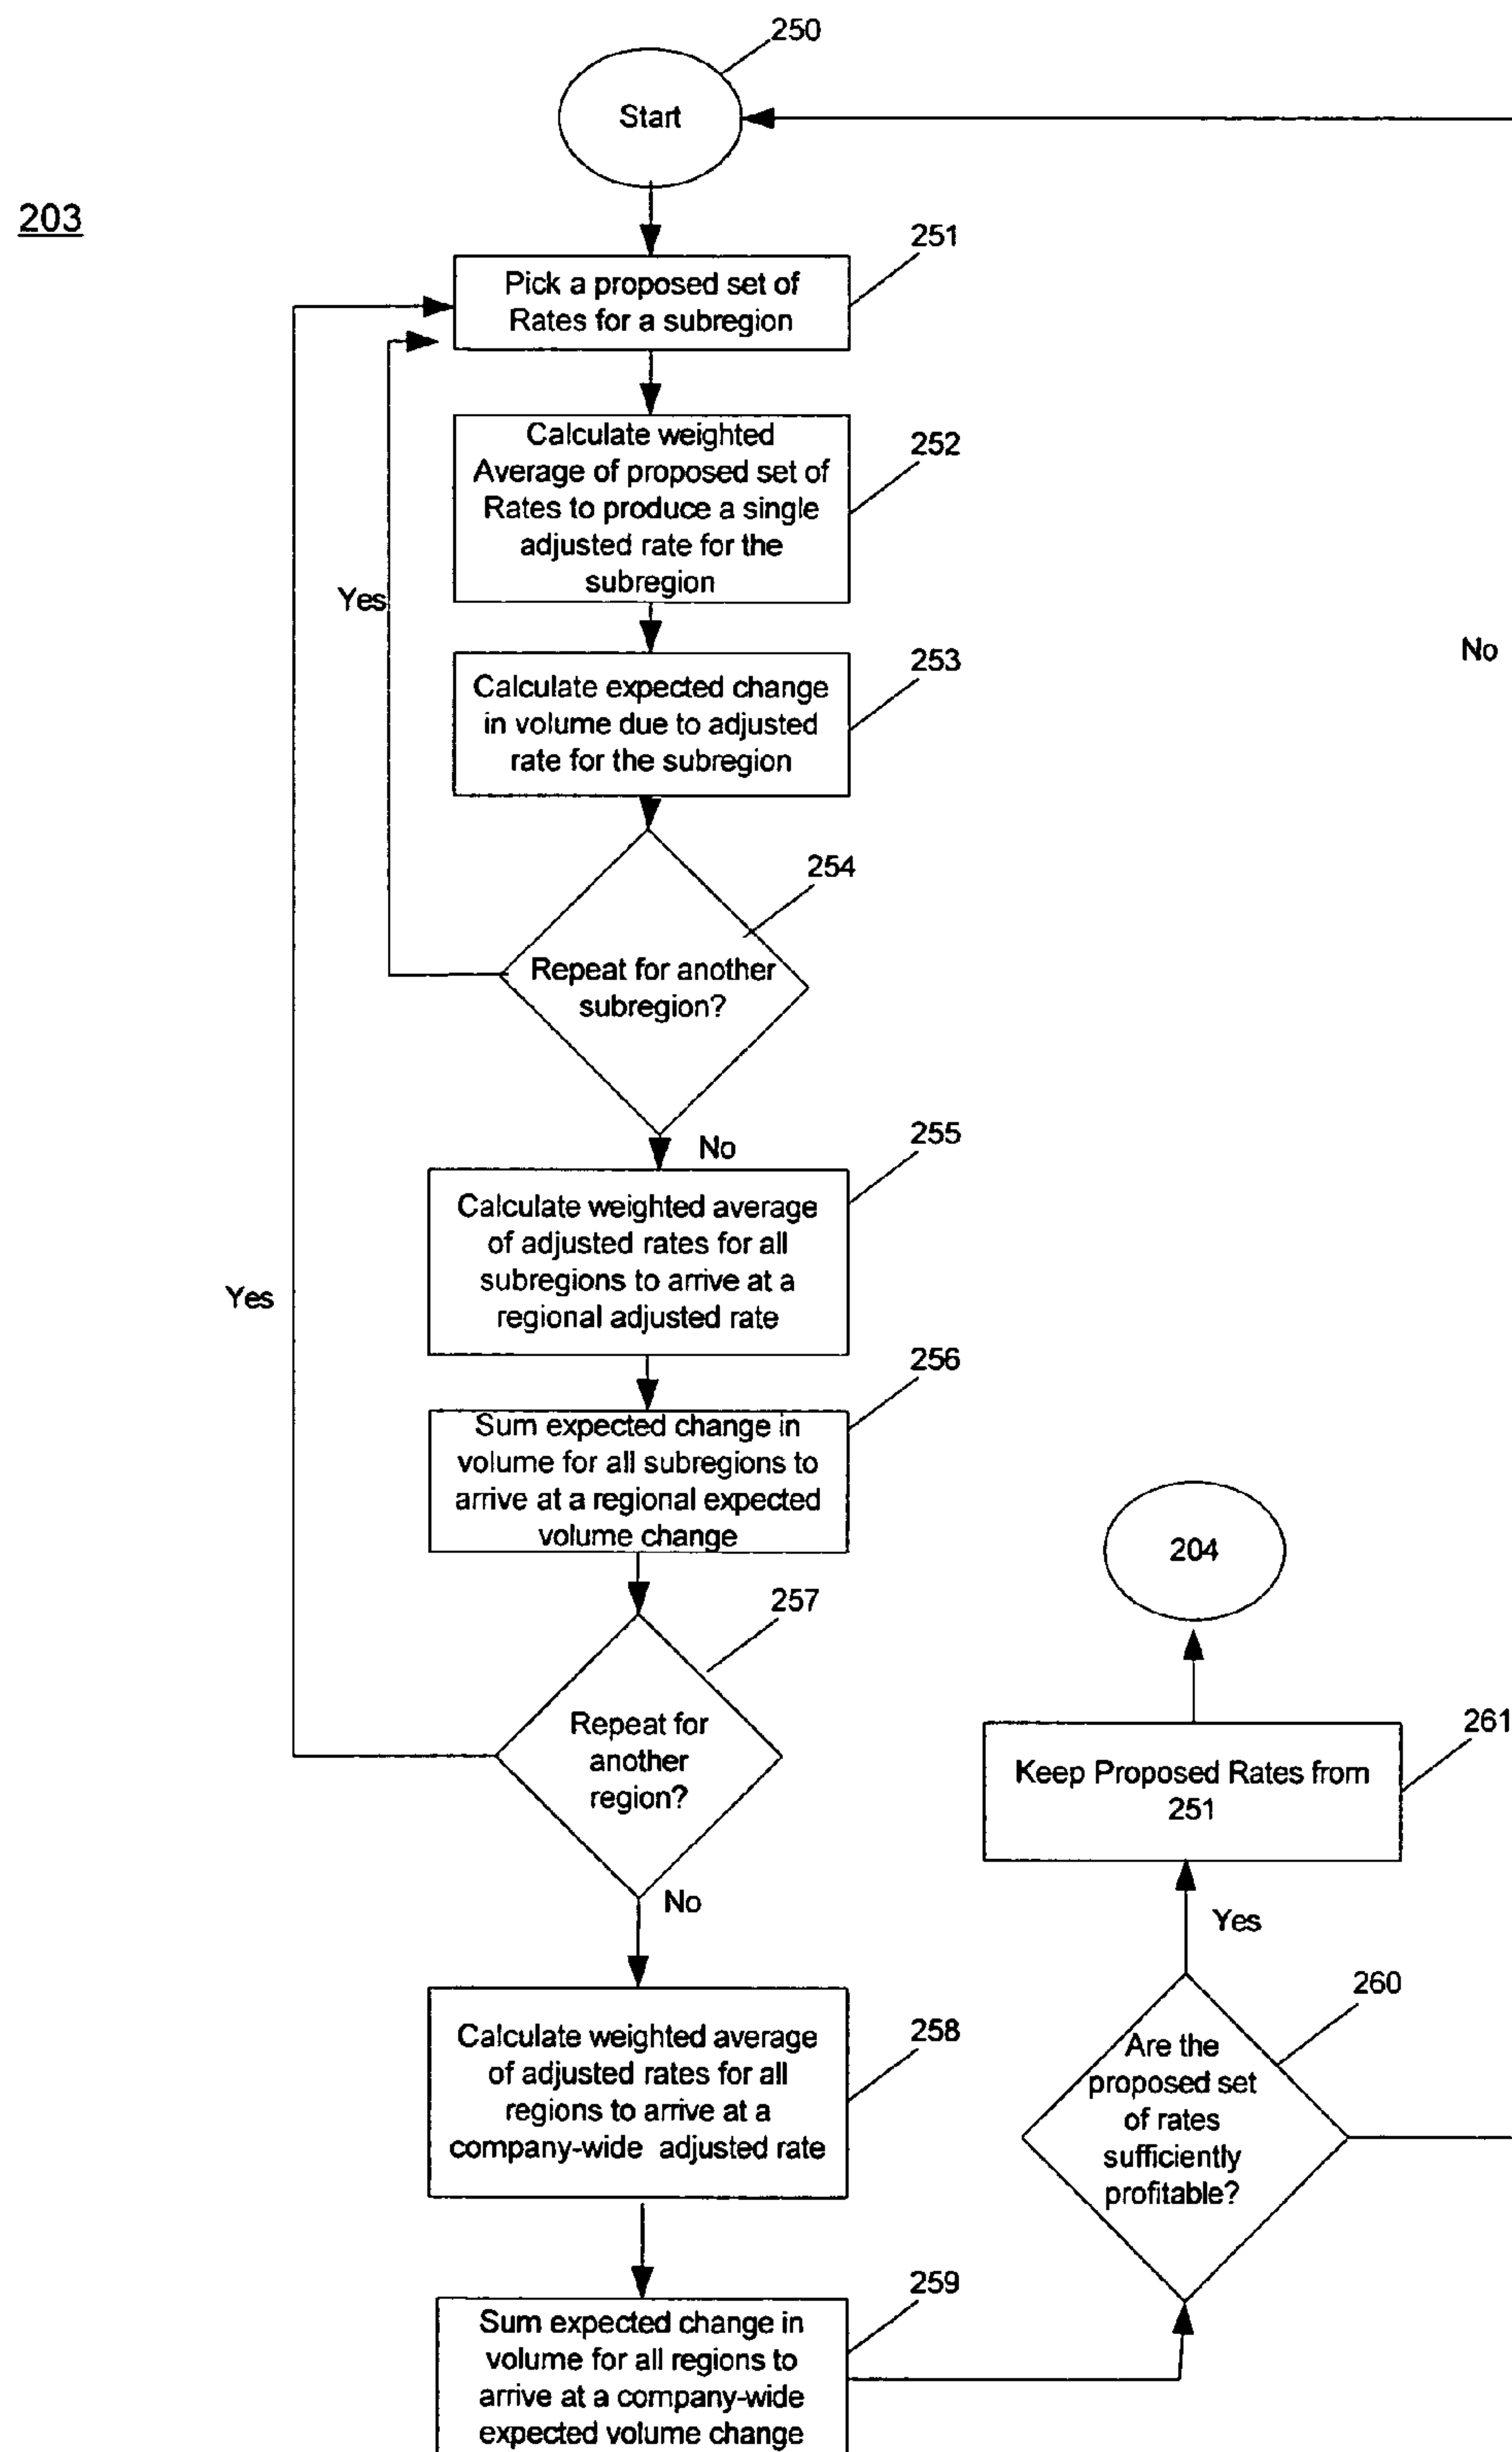 250
Start
203
251
Pick a proposed set of
Rates for a subregion
252
Calculate weighted
Average of proposed set of
Rates to produce a single
adjusted rate for the
subregion
Yes
253
Calculate expected change
in volume due to adjusted
rate for the subregion
No
254
Repeat for another
subregion?
No
255
Calculate weighted average
of adjusted rates for all
subregions to arrive at a
regional adjusted rate
Yes
256
Sum expected change in
volume for all subregions to
arrive at a regional expected
volume change
257
Repeat for
another
region?
No
258
Calculate weighted average
of adjusted rates for all
regions to arrive at a
company-wide adjusted rate
259
Sum expected change in
volume for all regions to
arrive at a company-wide
expected volume change
204
261
Keep Proposed Rates from
251
Yes
260
Are the
proposed set
of rates
sufficiently
profitable?